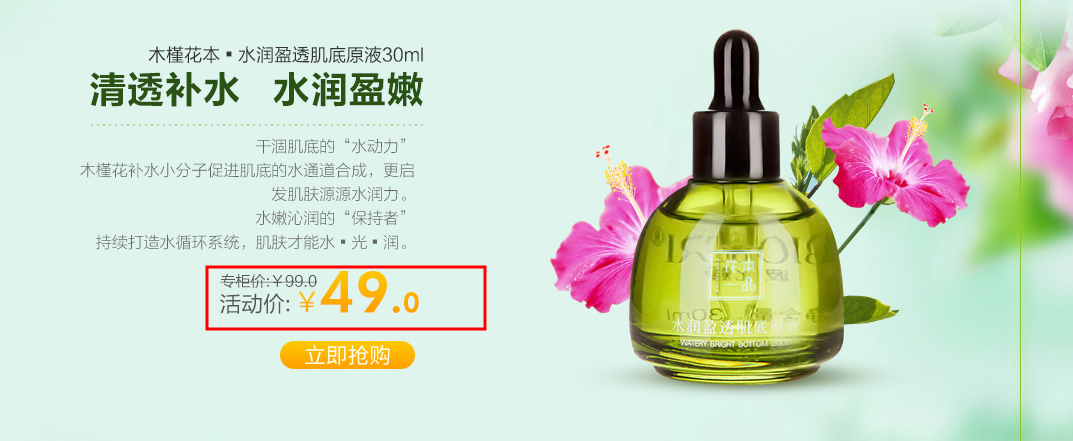 木槿花本▪水润盈透肌底原液30ml
清透补水 水润盈嫩
干涸肌底的“水动力”
木槿花补水小分子促进肌底的水通道合成，更启
发肌肤源源水润力。
水嫩沁润的“保持者”
持续打造水循环系统，肌肤才能水▪光▪润。
专柜价:￥99.0
活动价:￥49.0
立即抢购
水润盈透肌底原液
WATERY-BRIGHT BOTTOM LIQUID
30ml